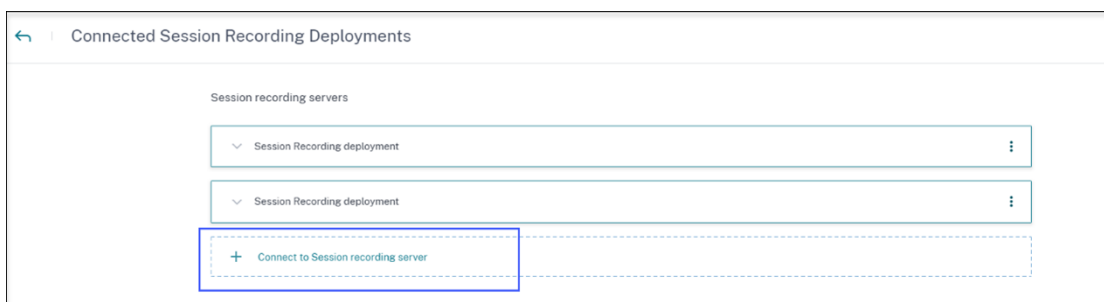 Connected Session Recording Deployments
Session recording servers
Session Recording deployment
Session Recording deployment
+ Connect to Session recording server